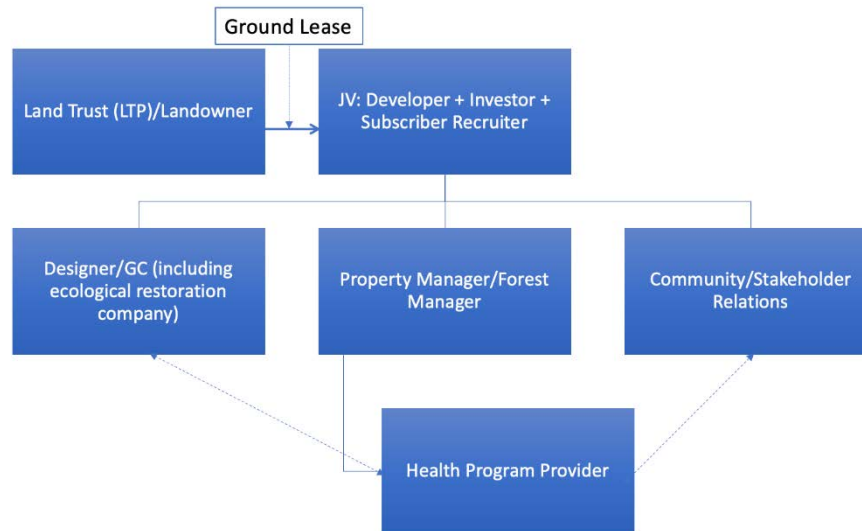 Ground Lease
Land Trust (LTP)/Landowner
JV: Developer + Investor +
Subscriber Recruiter
Designer/GC (including
ecological restoration
company)
Property Manager/Forest
Manager
Community/Stakeholder
Relations
Health Program Provider